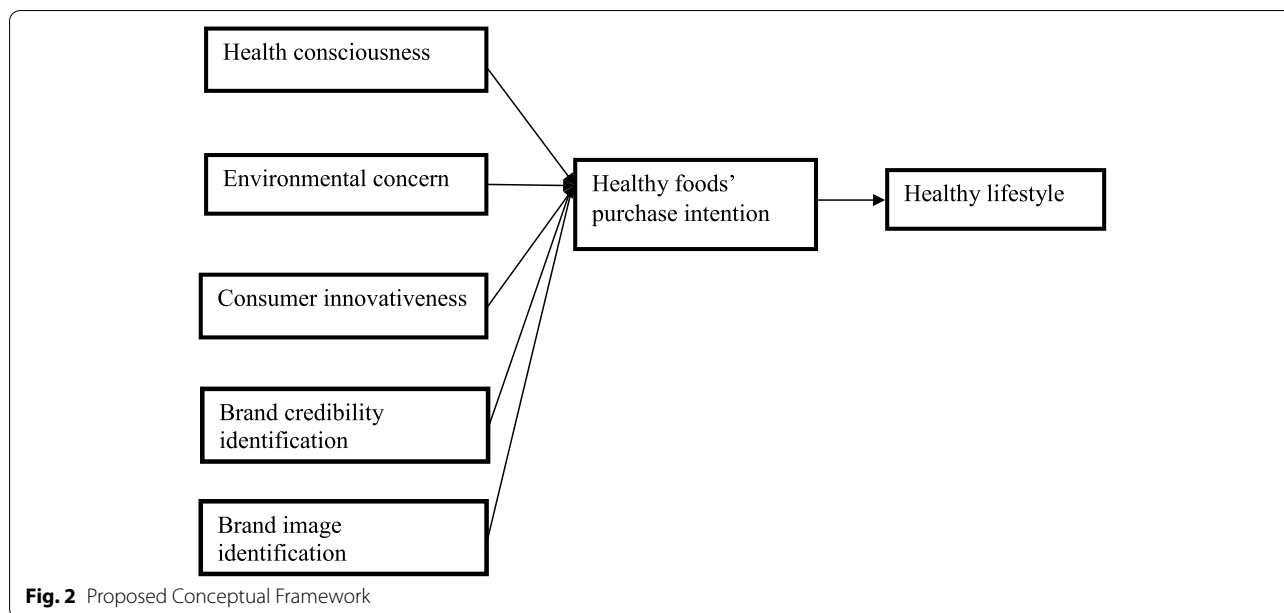 Health consciousness
Environmental concern
Healthy foods’
purchase intention
Healthy lifestyle
Consumer innovativeness
Brand credibility
identification
Brand image
identification
Fig. 2 Proposed Conceptual Framework